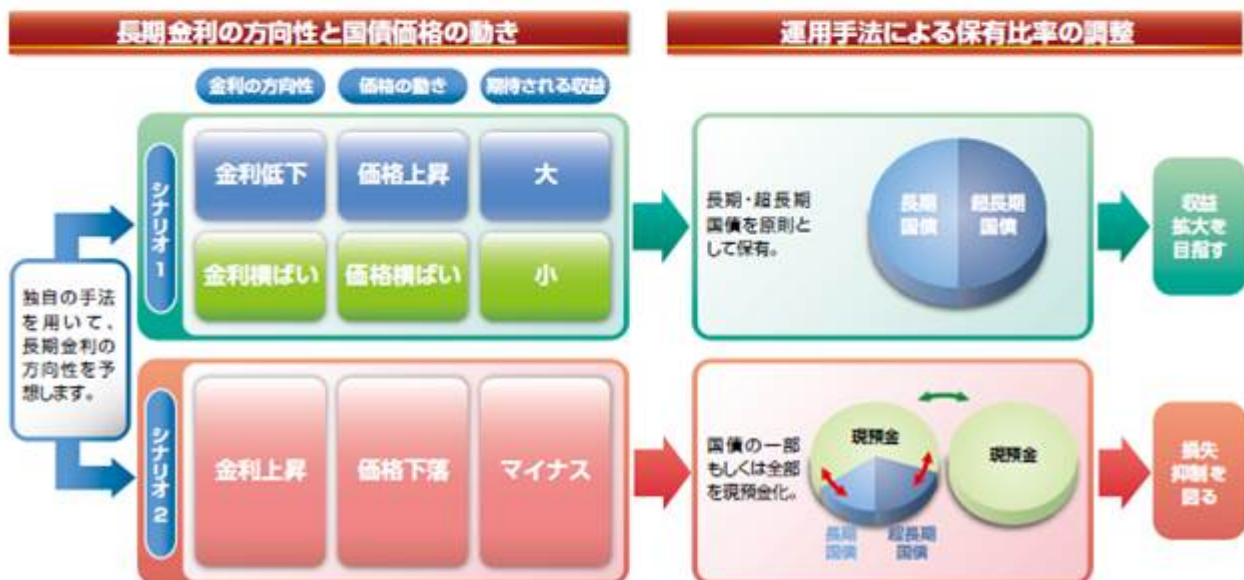 長期金利の方向性と国債価格の動き
運用手法による保有比率の調整
金利の方向性
価格の動き
期待される収益
独自の手法
を用いて、
長期金利の
方向性を予
想します。
シナリオ 1
金利低下
価格上昇
大
金利横ばい
価格横ばい
小
長期・超長期
国債を原則と
して保有。
長期
国債
超長期
国債
収益
拡大を
目指す
シナリオ 2
金利上昇
価格下落
マイナス
国債の一部
もしくは全部
を現預金化。
現預金
長期
国債
超長期
国債
現預金
損失
抑制を
図る